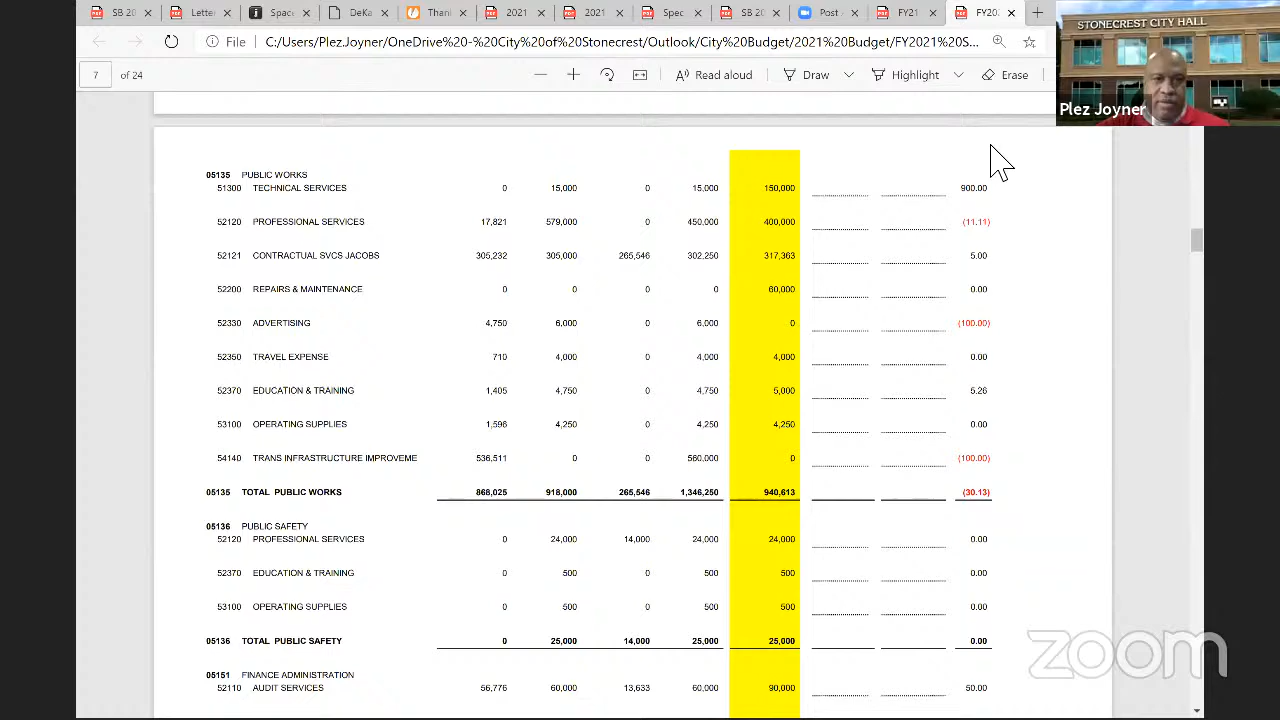 SB 20
Letter
Spec
2021
202
Spec
SB 2
Post
FY2
FY20
File
C:/Users/Plez.Joyner/OneDrive%20-%20City%20of%20Stonecrest/Outlook/City%20Budget/2019%20Budget/FY2021%20S...
7 of 24
Read aloud
Draw
Highlight
Erase
STONECREST CITY HALL
Plez Joyner
05135 PUBLIC WORKS
51300 TECHNICAL SERVICES 0 15,000 0 15,000 150,000 900.00
52120 PROFESSIONAL SERVICES 17,821 579,000 0 450,000 400,000 (11.11)
52121 CONTRACTUAL SVCS JACOBS 305,000 265,546 302,250 317,363 5.00
52200 REPAIRS & MAINTENANCE 0 0 0 0 60,000 0.00
52330 ADVERTISING 4,750 6,000 0 6,000 0 (100.00)
52350 TRAVEL EXPENSE 710 4,000 0 4,000 4,000 0.00
52370 EDUCATION & TRAINING 1,405 4,750 0 4,750 5,000 5.26
53100 OPERATING SUPPLIES 1,596 4,250 0 4,250 4,250 0.00
54140 TRANS INFRASTRUCTURE IMPROVEME 536,511 0 0 560,000 0 (100.00)
05135 TOTAL PUBLIC WORKS 868,025 918,000 265,546 1,346,250 940,613 (30.13)
05136 PUBLIC SAFETY
52120 PROFESSIONAL SERVICES 0 24,000 14,000 24,000 24,000 0.00
52370 EDUCATION & TRAINING 0 500 0 500 500 0.00
53100 OPERATING SUPPLIES 0 500 0 500 500 0.00
05136 TOTAL PUBLIC SAFETY 0 25,000 14,000 25,000 25,000 0.00
05151 FINANCE ADMINISTRATION
52110 AUDIT SERVICES 56,776 60,000 13,633 60,000 90,000 50.00
zoom